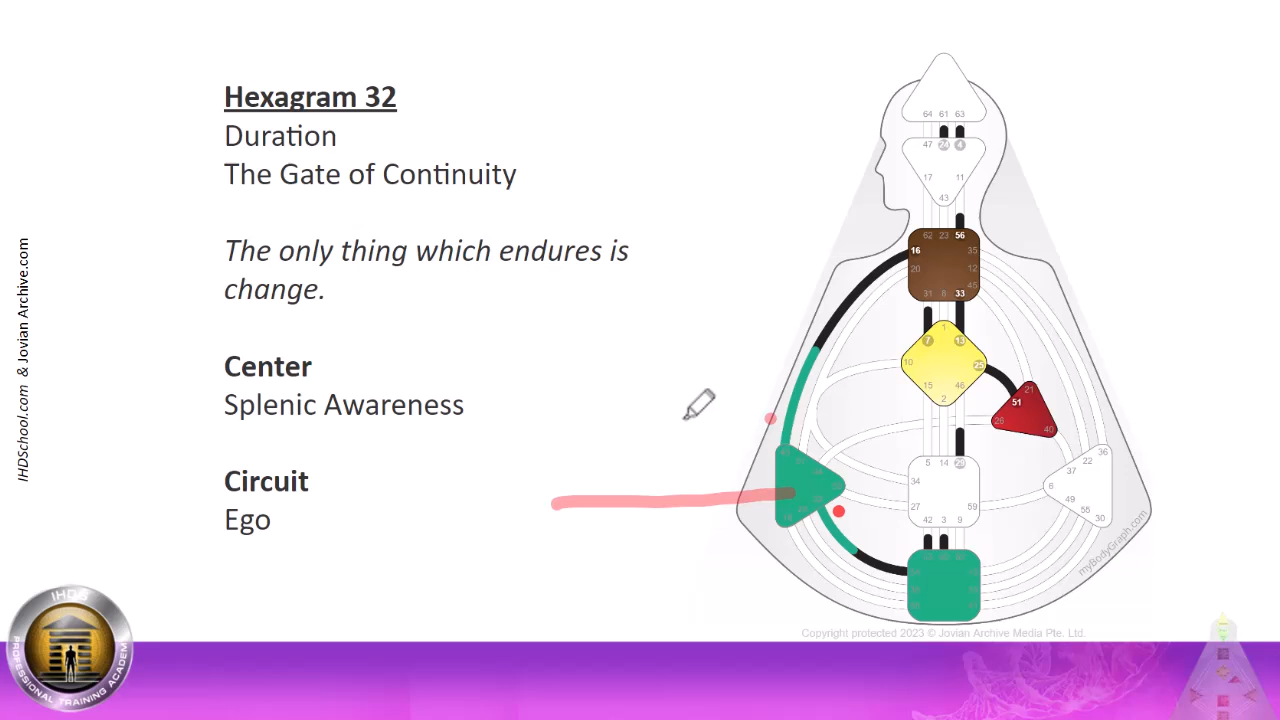 Hexagram 32
Duration
The Gate of Continuity
The only thing which endures is
change.
Center
Splenic Awareness
Circuit
Ego
IHDSchool.com & Jovian Archive.com
64 61 63
47 24 4
17 11
43
62 23 56
16 35
20 12
45
31 8 33
1
7 13
10 25
15 46
2
21
51
26 40
5 14 29
34
27 59
42 3 9
36
22
37
6
49
55
30
myBodyGraph.com
Copyright protected 2023 © Jovian Archive Media Pte. Ltd.
IHDS
PROFESSIONAL TRAINING ACADEMY